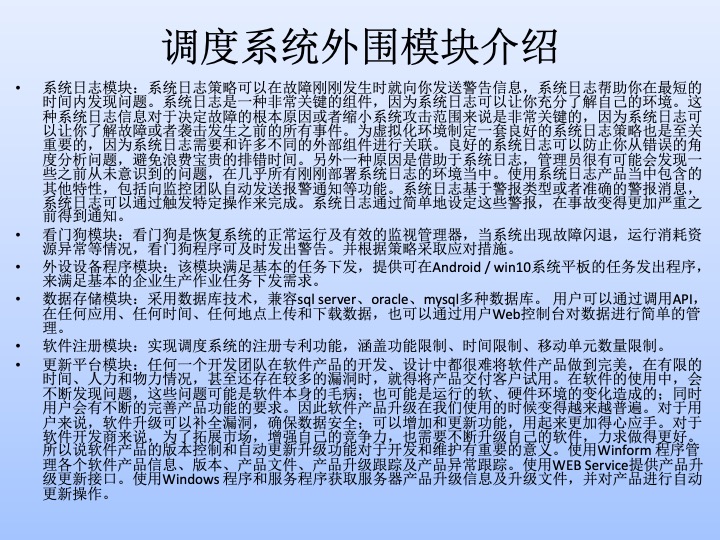 调度系统外围模块介绍
• 系统日志模块：系统日志策略可以在故障刚刚发生时就向你发送警告信息，系统日志帮助你在最短的
时间内发现问题。系统日志是一种非常关键的组件，因为系统日志可以让你充分了解自己的环境。这
种系统日志信息对于决定故障的根本原因或者缩小系统攻击范围来说是非常关键的，因为系统日志可
以让你了解故障或者袭击发生之前的所有事件。为虚拟化环境制定一套良好的系统日志策略也是至关
重要的，因为系统日志需要和许多不同的外部组件进行关联。良好的系统日志可以防止你从错误的角
度分析问题，避免浪费宝贵的排错时间。另外一种原因是借助于系统日志，管理员很有可能会发现一
些之前从未意识到的问题，在几乎所有刚刚部署系统日志的环境当中。使用系统日志产品当中包含的
其他特性，包括向监控团队自动发送报警通知等功能。系统日志基于警报类型或者准确的警报消息，
系统日志可以通过触发特定操作来完成。系统日志通过简单地设定这些警报，在事故变得更加严重之
前得到通知。
• 看门狗模块：看门狗是恢复系统的正常运行及有效的监视管理器，当系统出现故障闪退，运行消耗资
源异常等情况，看门狗程序可及时发出警告。并根据策略采取应对措施。
• 外设设备程序模块：该模块满足基本的任务下发，提供可在Android / win10系统平板的任务发出程序，
来满足基本的企业生产作业任务下发需求。
• 数据存储模块：采用数据库技术，兼容sql server、oracle、mysql多种数据库。 用户可以通过调用API，
在任何应用、任何时间、任何地点上传和下载数据，也可以通过用户Web控制台对数据进行简单的管
理。
• 软件注册模块：实现调度系统的注册专利功能，涵盖功能限制、时间限制、移动单元数量限制。
• 更新平台模块：任何一个开发团队在软件产品的开发、设计中都很难将软件产品做到完美，在有限的
时间、人力和物力情况，甚至还存在较多的漏洞时，就得将产品交付客户试用。在软件的使用中，会
不断发现问题，这些问题可能是软件本身的毛病；也可能是运行的软、硬件环境的变化造成的；同时
用户会有不断的完善产品功能的要求。因此软件产品升级在我们使用的时候变得越来越普遍。对于用
户来说，软件升级可以补全漏洞，确保数据安全；可以增加和更新功能，用起来更加得心应手。对于
软件开发商来说，为了拓展市场，增强自己的竞争力，也需要不断升级自己的软件，力求做得更好。
所以说软件产品的版本控制和自动更新升级功能对于开发和维护有重要的意义。使用Winform 程序管
理各个软件产品信息、版本、产品文件、产品升级跟踪及产品异常跟踪。使用WEB Service提供产品升
级更新接口。使用Windows 程序和服务程序获取服务器产品升级信息及升级文件，并对产品进行自动
更新操作。